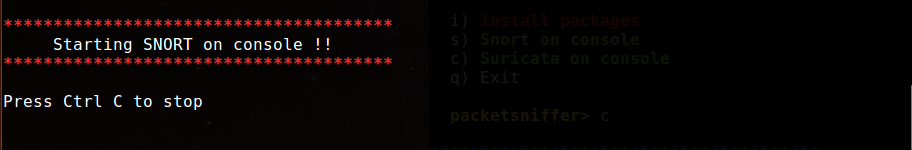 ***************************************
Starting SNORT on console !!
***************************************
Press Ctrl C to stop
i) install packages
s) Snort on console
c) Suricata on console
q) Exit
packetsniffer> c